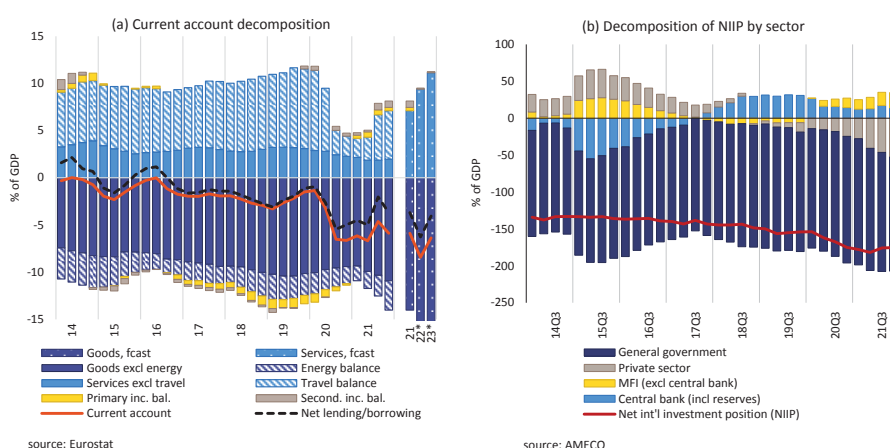 (a) Current account decomposition
15
10
5
0
-5
-10
-15
% of GDP
14
15
16
17
18
19
20
21
21
22*
23*
Goods, fcast
Services, fcast
Goods excl energy
Energy balance
Services excl travel
Travel balance
Primary inc. bal.
Second. inc. bal.
Current account
Net lending/borrowing
source: Eurostat
(b) Decomposition of NIIP by sector
100
50
0
-50
-100
-150
-200
-250
% of GDP
14Q3
15Q3
16Q3
17Q3
18Q3
19Q3
20Q3
21Q3
General government
Private sector
MFI (excl central bank)
Central bank (incl reserves)
Net int'l investment position (NIIP)
source: AMECO